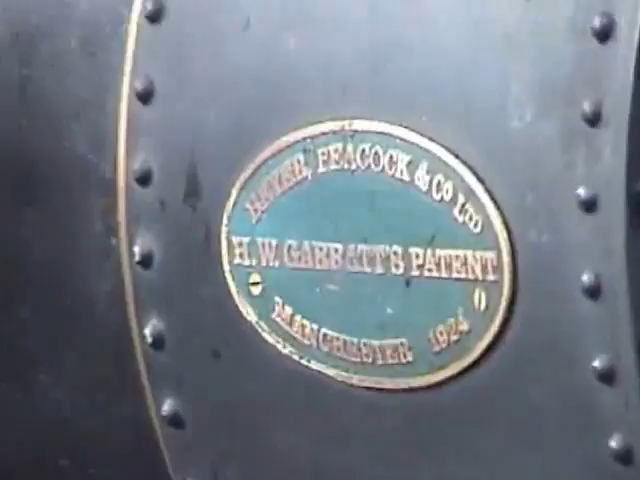 BEYER, PEACOCK & CO LTD
H.W. GARRATT'S PATENT
MANCHESTER 1924